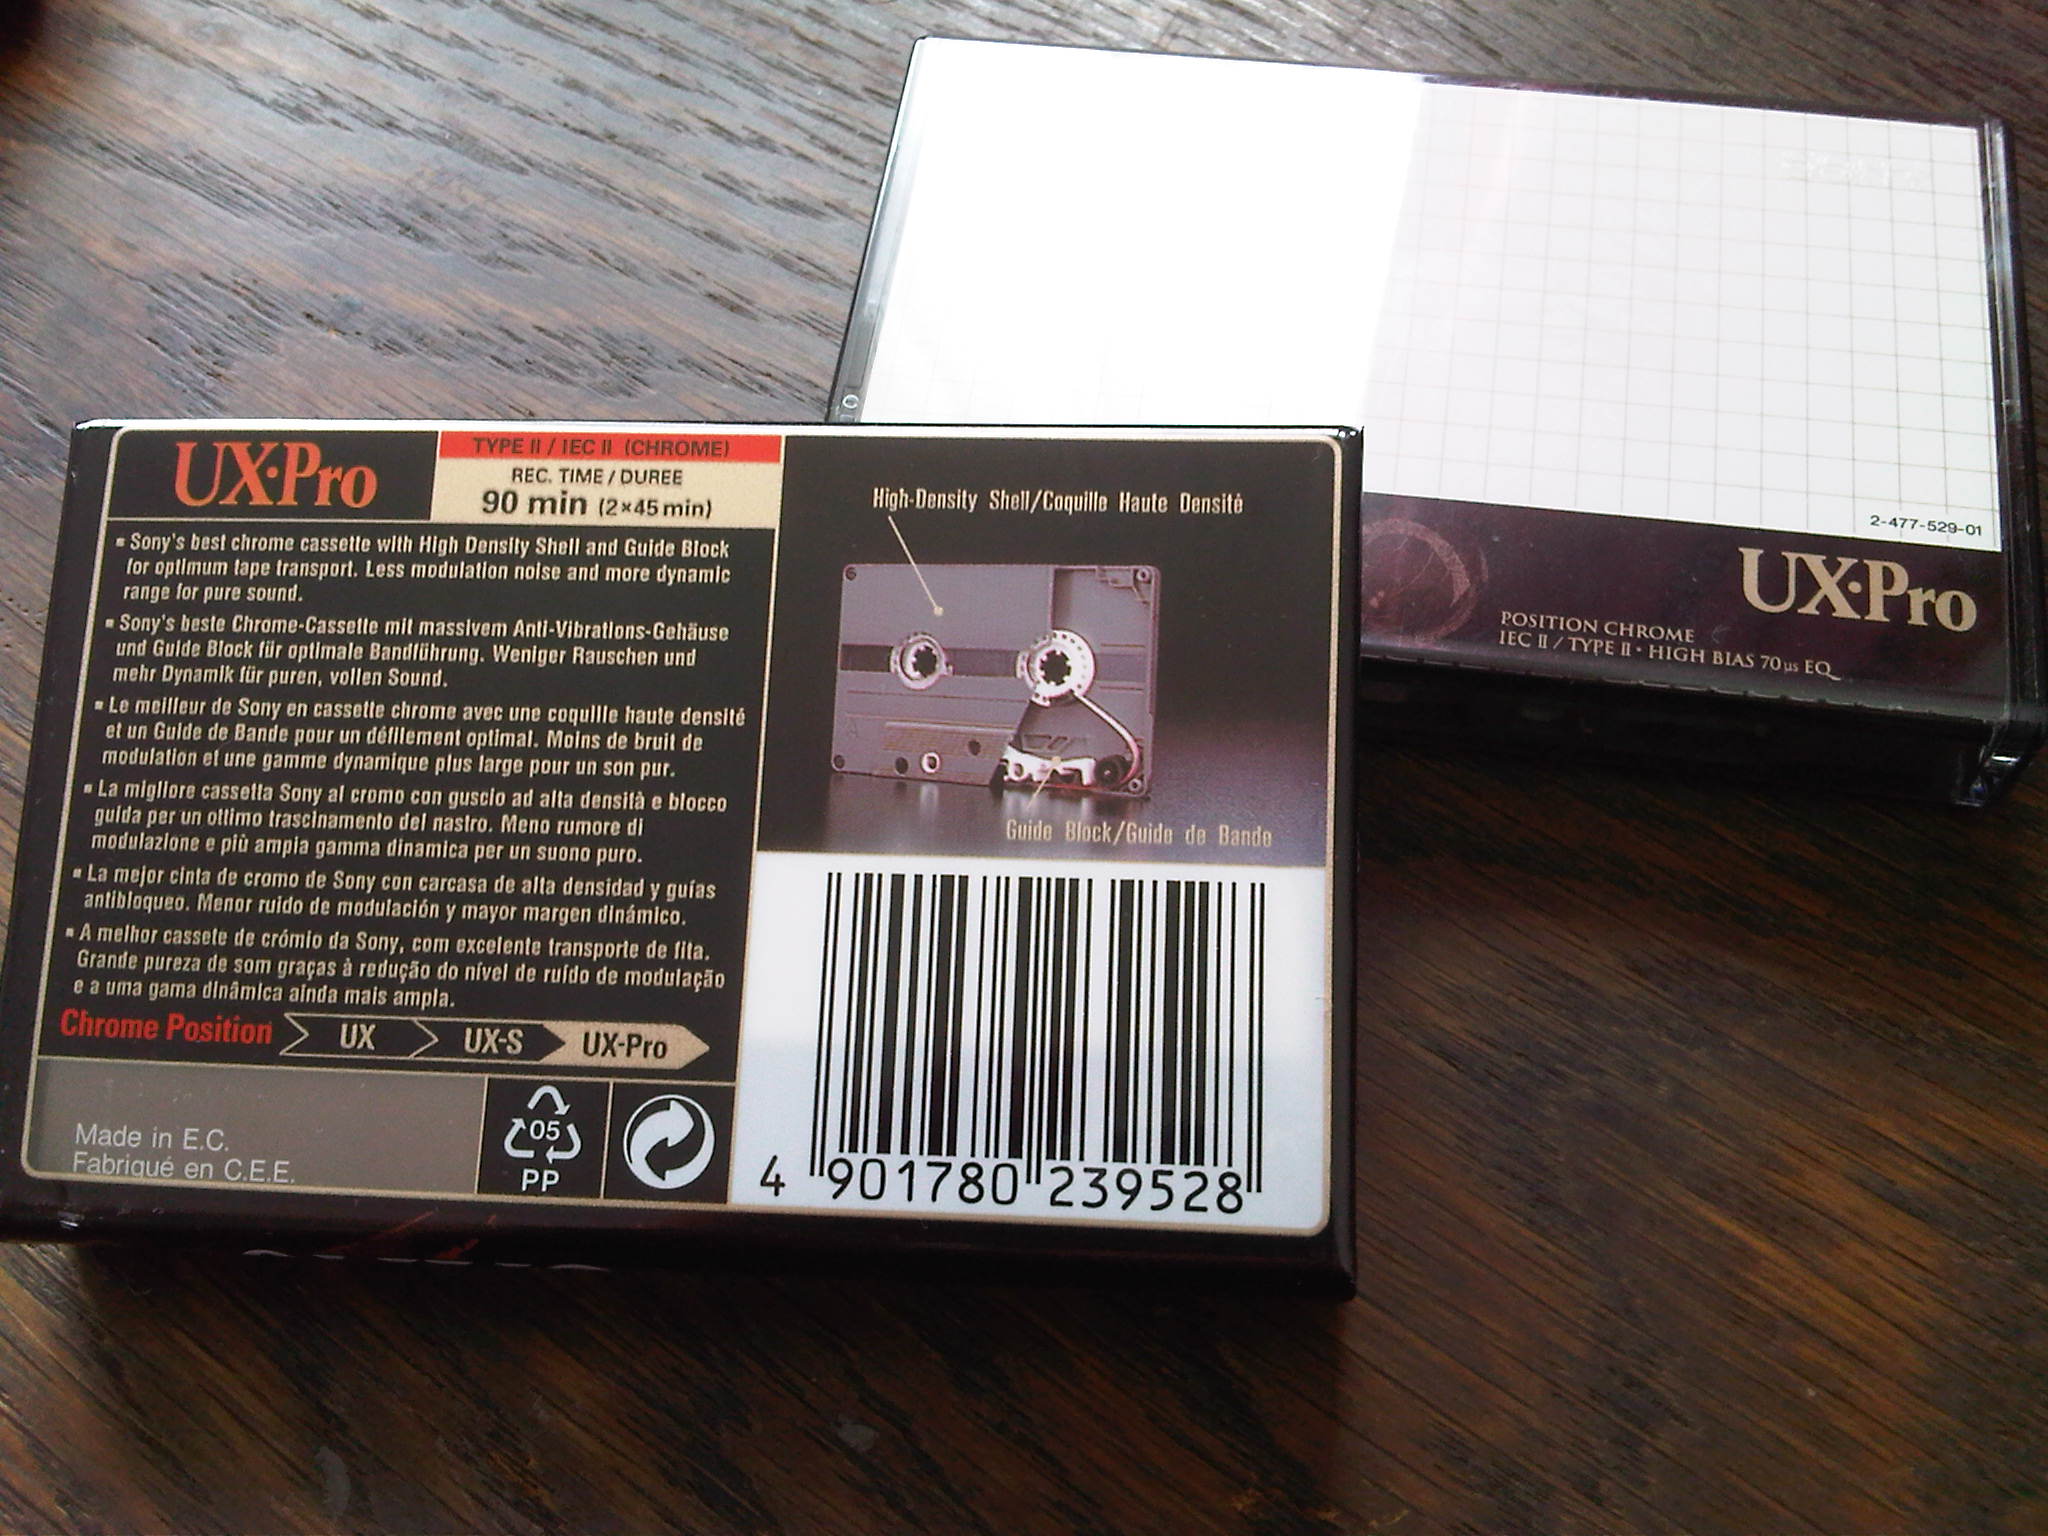 UX·Pro
TYPE II / IEC II (CHROME)
REC. TIME / DUREE
90 min (2×45 min)
▪ Sony's best chrome cassette with High Density Shell and Guide Block
for optimum tape transport. Less modulation noise and more dynamic
range for pure sound.
▪ Sony's beste Chrome-Cassette mit massivem Anti-Vibrations-Gehäuse
und Guide Block für optimale Bandführung. Weniger Rauschen und
mehr Dynamik für puren, vollen Sound.
▪ Le meilleur de Sony en cassette chrome avec une coquille haute densité
et un Guide de Bande pour un défilement optimal. Moins de bruit de
modulation et une gamme dynamique plus large pour un son pur.
▪ La migliore cassetta Sony al cromo con guscio ad alta densità e blocco
guida per un ottimo trascinamento del nastro. Meno rumore di
modulazione e più ampia gamma dinamica per un suono puro.
▪ La mejor cinta de cromo de Sony con carcasa de alta densidad y guías
antibloqueo. Menor ruido de modulación y mayor margen dinámico.
▪ A melhor cassete de crómio da Sony, com excelente transporte de fita.
Grande pureza de som graças à redução do nível de ruído de modulação
e a uma gama dinâmica ainda mais ampla.
Chrome Position UX UX-S UX-Pro
Made in E.C.
Fabriqué en C.E.E.
05
PP
High-Density Shell/Coquille Haute Densité
Guide Block/Guide de Bande
4 901780 239528
2-477-529-01
UX·Pro
POSITION CHROME
IEC II / TYPE II • HIGH BIAS 70 µs EQ